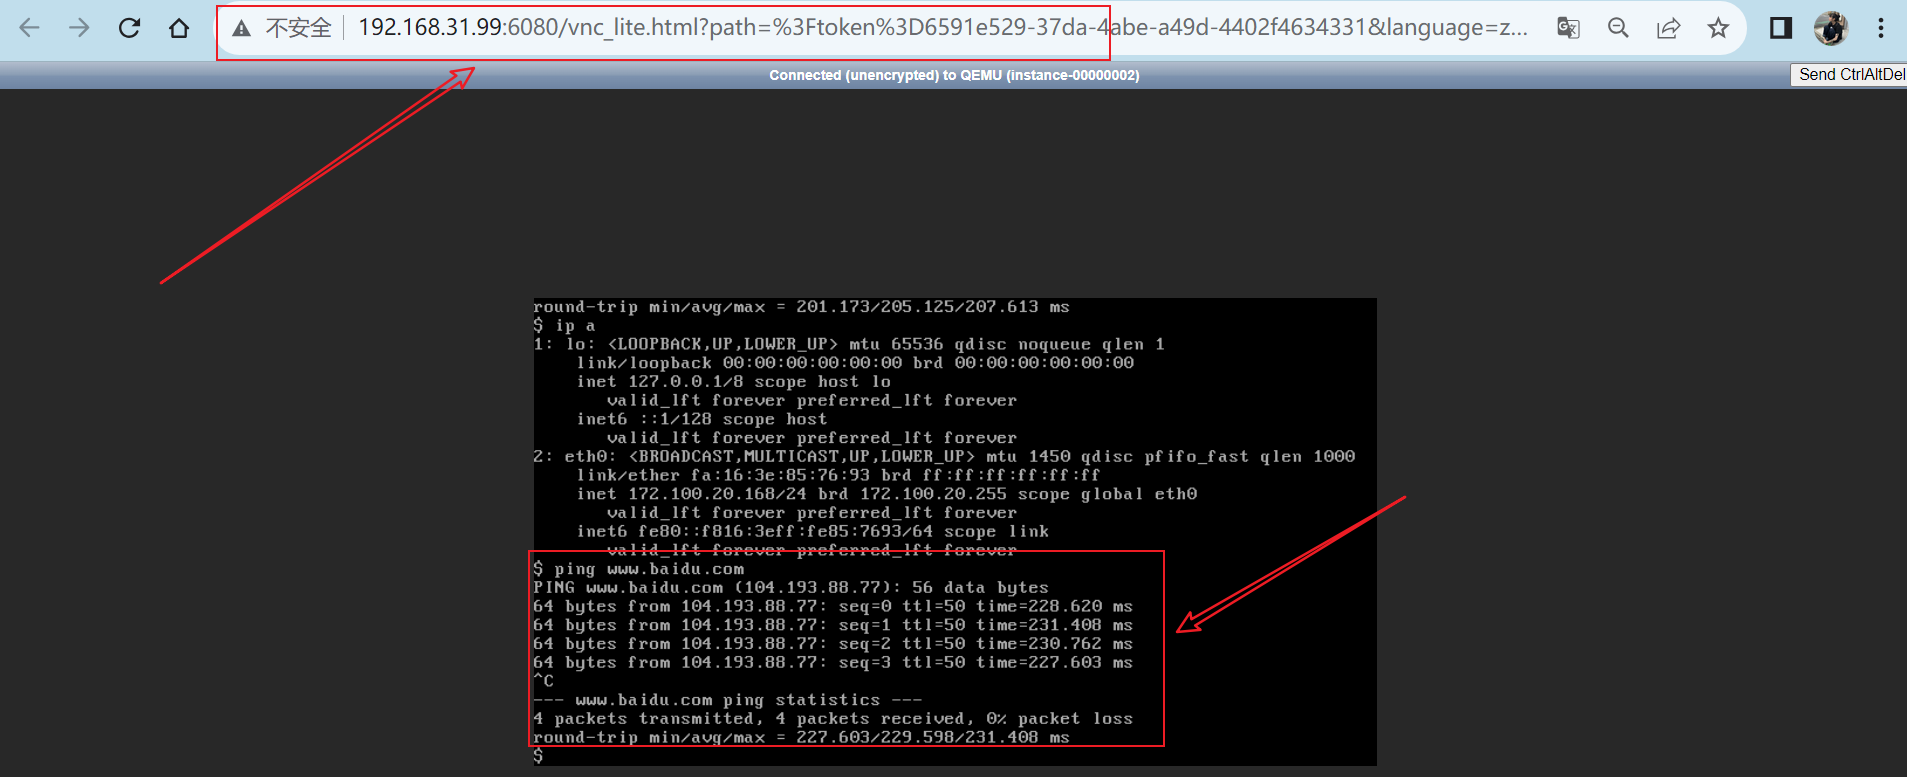 不安全 192.168.31.99:6080/vnc_lite.html?path=%3Ftoken%3D6591e529-37da-4abe-a49d-4402f4634331&language=z...
Connected (unencrypted) to QEMU (instance-00000002)
Send CtrlAltDel
round-trip min/avg/max = 201.173/205.125/207.613 ms
$ ip a
1: lo: <LOOPBACK,UP,LOWER_UP> mtu 65536 qdisc noqueue qlen 1
link/loopback 00:00:00:00:00:00 brd 00:00:00:00:00:00
inet 127.0.0.1/8 scope host lo
valid_lft forever preferred_lft forever
inet6 ::1/128 scope host
valid_lft forever preferred_lft forever
2: eth0: <BROADCAST,MULTICAST,UP,LOWER_UP> mtu 1450 qdisc pfifo_fast qlen 1000
link/ether fa:16:3e:85:76:93 brd ff:ff:ff:ff:ff:ff
inet 172.100.20.168/24 brd 172.100.20.255 scope global eth0
valid_lft forever preferred_lft forever
inet6 fe80::f816:3eff:fe85:7693/64 scope link
valid_lft forever preferred_lft forever
$ ping www.baidu.com
PING www.baidu.com (104.193.88.77): 56 data bytes
64 bytes from 104.193.88.77: seq=0 ttl=50 time=228.620 ms
64 bytes from 104.193.88.77: seq=1 ttl=50 time=231.408 ms
64 bytes from 104.193.88.77: seq=2 ttl=50 time=230.762 ms
64 bytes from 104.193.88.77: seq=3 ttl=50 time=227.603 ms
^C
--- www.baidu.com ping statistics ---
4 packets transmitted, 4 packets received, 0% packet loss
round-trip min/avg/max = 227.603/229.598/231.408 ms
$